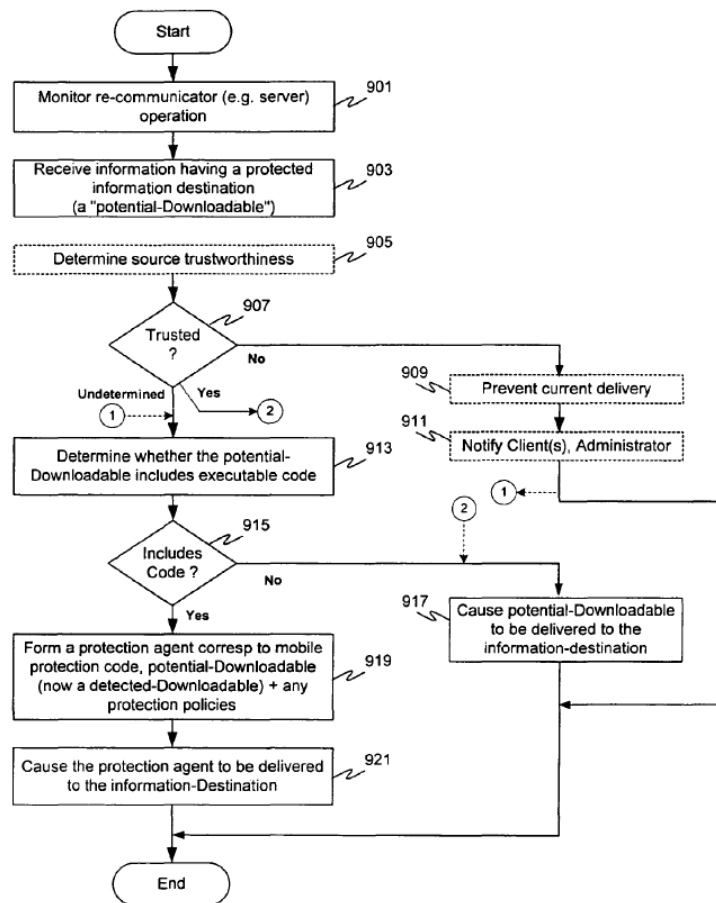 Start
901
Monitor re-communicator (e.g. server)
operation
903
Receive information having a protected
information destination
(a "potential-Downloadable")
905
Determine source trustworthiness
907
Trusted
?
No
Undetermined
Yes
1
2
909
Prevent current delivery
911
Notify Client(s), Administrator
1
913
Determine whether the potential-
Downloadable includes executable code
2
915
Includes
Code ?
No
Yes
917
Cause potential-Downloadable
to be delivered to the
information-destination
919
Form a protection agent corresp to mobile
protection code, potential-Downloadable
(now a detected-Downloadable) + any
protection policies
921
Cause the protection agent to be delivered
to the information-Destination
End